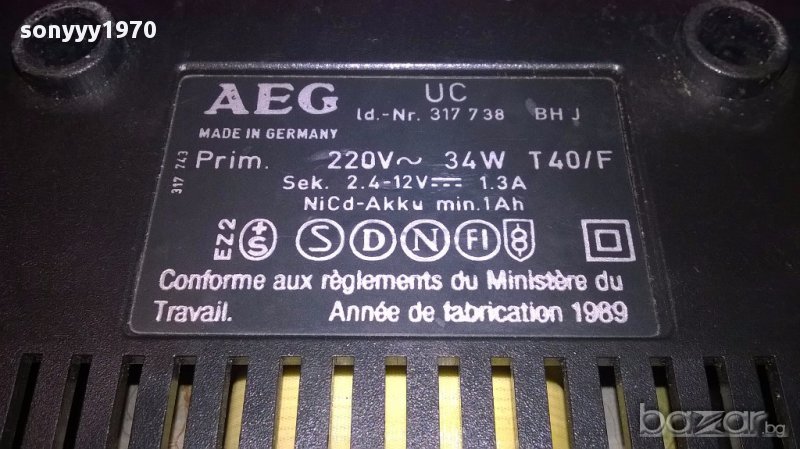 sonyyy1970
AEG UC
Id.-Nr. 317 738 BH J
MADE IN GERMANY
317 743
Prim. 220V~ 34W T40/F
Sek. 2.4-12V⎓ 1.3A
NiCd-Akku min.1Ah
EZ2 +S S D N FI 8
Conforme aux règlements du Ministère du
Travail. Année de fabrication 1989
bazar.bg